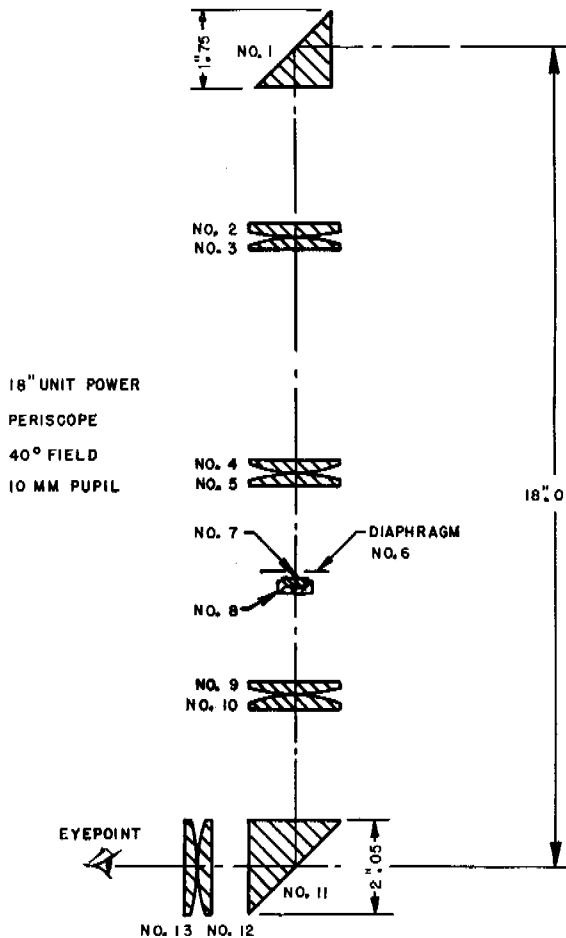 1".75
NO. 1
NO. 2
NO. 3
18" UNIT POWER
PERISCOPE
40° FIELD
10 MM PUPIL
NO. 4
NO. 5
18".0
NO. 7
DIAPHRAGM
NO. 6
NO. 8
NO. 9
NO. 10
EYEPOINT
2".05
NO. 11
NO. 13 NO. 12